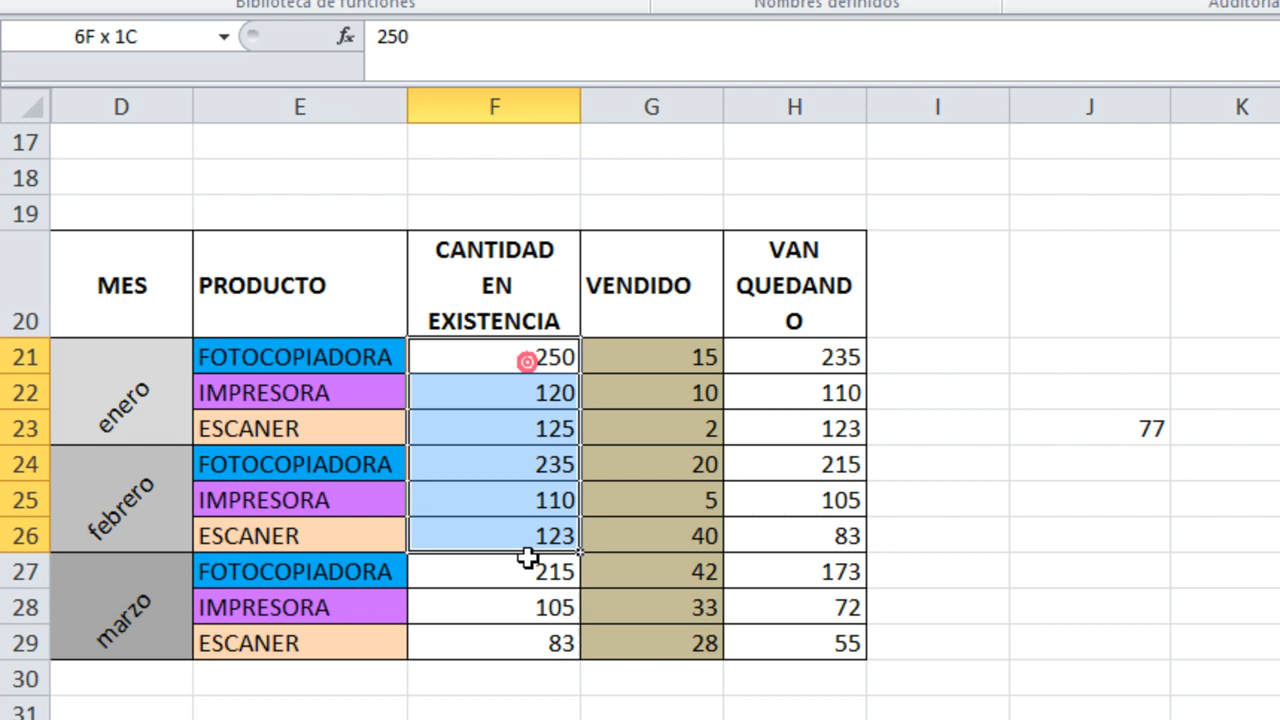 Biblioteca de funciones Nombres definidos Auditoría
6F x 1C fx 250
D E F G H I J K
17
18
19
20 MES PRODUCTO CANTIDAD EN EXISTENCIA VENDIDO VAN QUEDANDO
21 FOTOCOPIADORA 250 15 235
22 IMPRESORA 120 10 110
23 enero ESCANER 125 2 123 77
24 FOTOCOPIADORA 235 20 215
25 IMPRESORA 110 5 105
26 febrero ESCANER 123 40 83
27 FOTOCOPIADORA 215 42 173
28 IMPRESORA 105 33 72
29 marzo ESCANER 83 28 55
30
31